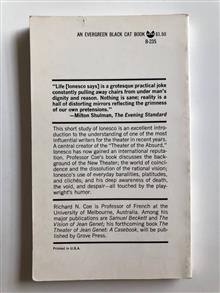 AN EVERGREEN BLACK CAT BOOK $1.50
B-235
"Life [Ionesco says] is a grotesque practical joke
constantly pulling away chairs from under man's
dignity and reason. Nothing is sane; reality is a
hall of distorting mirrors reflecting the grimness
of our own pretensions."
—Milton Shulman, The Evening Standard
This short study of Ionesco is an excellent intro-
duction to the understanding of one of the most
influential writers for the theater in recent years.
A central creator of the "Theater of the Absurd,"
Ionesco has now gained an international reputa-
tion. Professor Coe's book discusses the back-
ground of the New Theater; the world of coinci-
dence and the dissolution of the rational vision;
Ionesco's use of everyday banalities, platitudes,
and clichés; and his deep awareness of death,
the void, and despair—all touched by the play-
wright's humor.
Richard N. Coe is Professor of French at the
University of Melbourne, Australia. Among his
major publications are Samuel Beckett and The
Vision of Jean Genet; his forthcoming book The
Theater of Jean Genet: A Casebook, will be pub-
lished by Grove Press.
Printed in U.S.A.